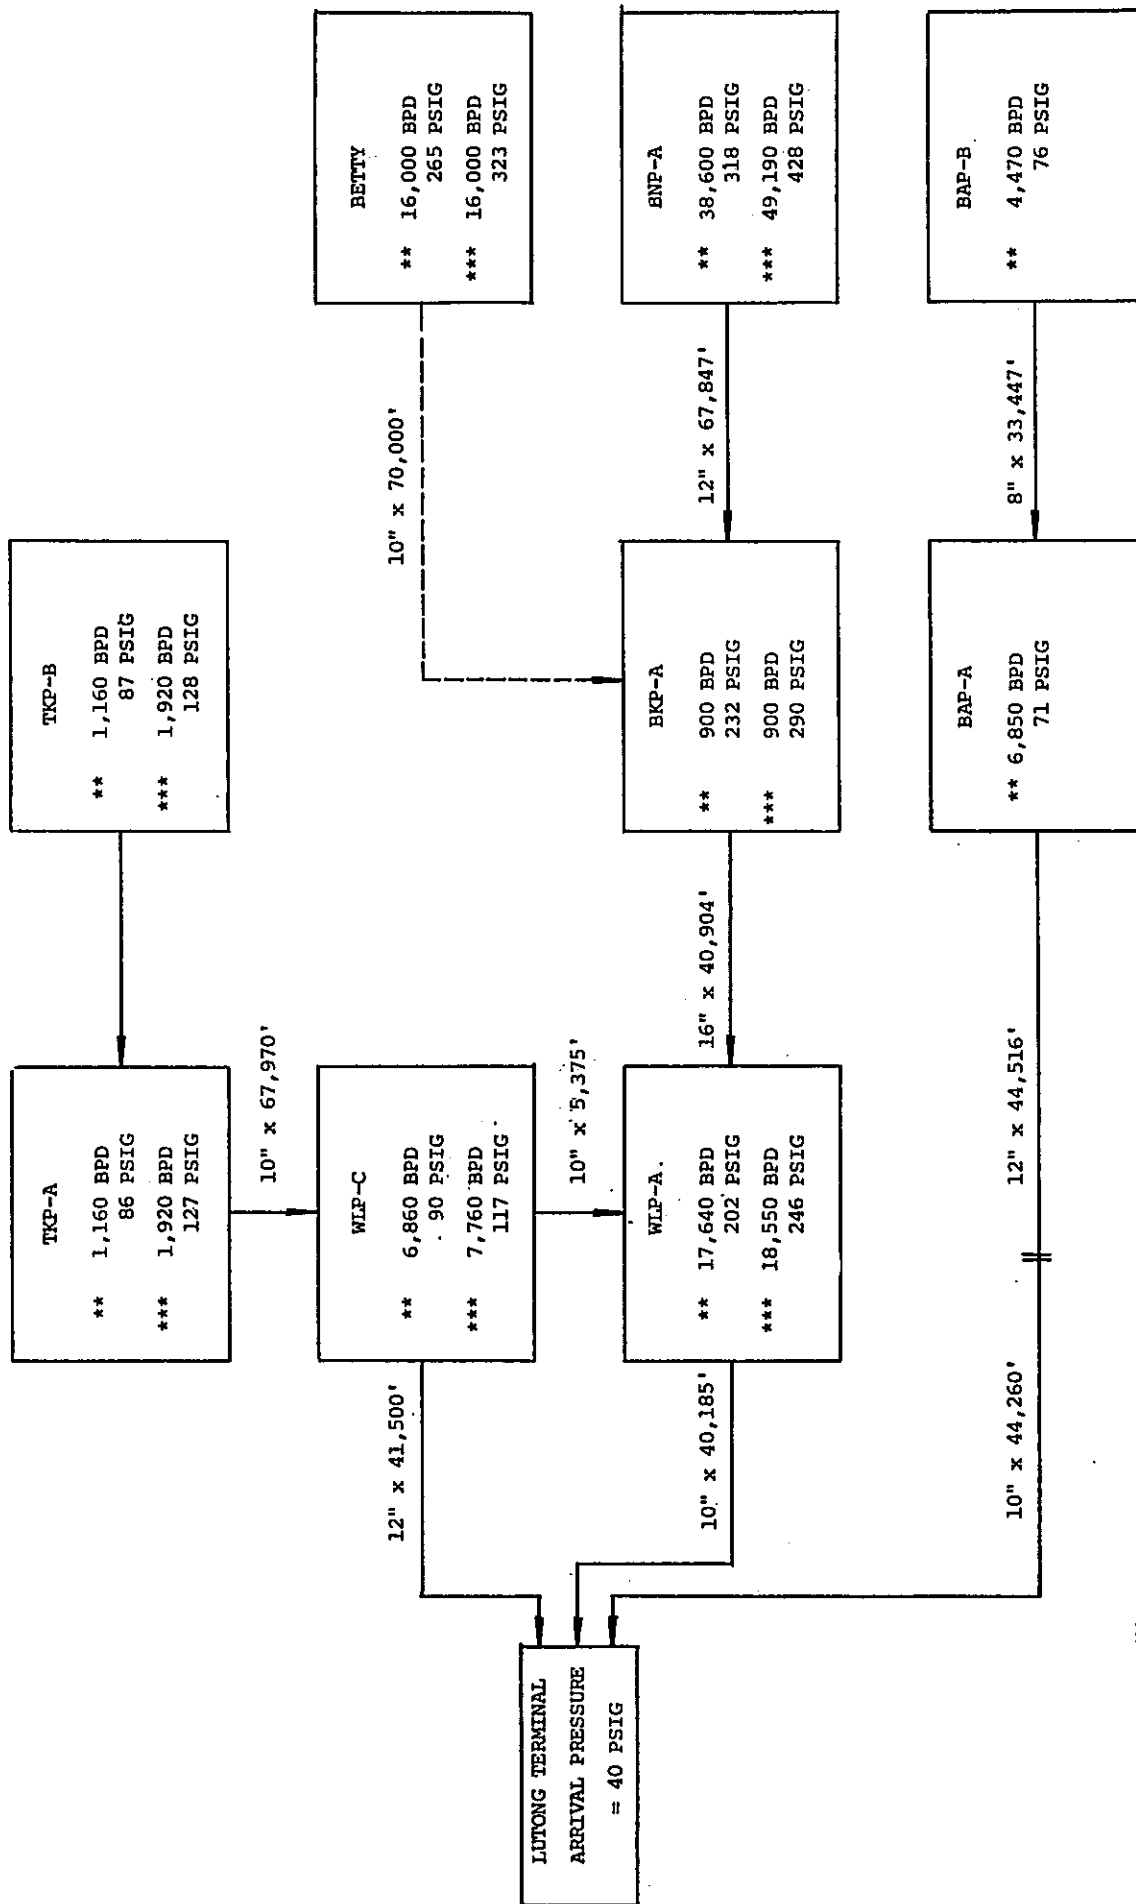 TKP-A
** 1,160 BPD
86 PSIG
*** 1,920 BPD
127 PSIG
TKP-B
** 1,160 BPD
87 PSIG
*** 1,920 BPD
128 PSIG
10" x 67,970'
WLP-C
** 6,860 BPD
90 PSIG
*** 7,760 BPD
117 PSIG
10" x 70,000'
BETTY
** 16,000 BPD
265 PSIG
*** 16,000 BPD
323 PSIG
12" x 41,500'
10" x 5,375'
LUTONG TERMINAL
ARRIVAL PRESSURE
= 40 PSIG
10" x 40,185'
WLP-A.
** 17,640 BPD
202 PSIG
*** 18,550 BPD
246 PSIG
16" x 40,904'
BKP-A
** 900 BPD
232 PSIG
*** 900 BPD
290 PSIG
12" x 67,847'
BNP-A
** 38,600 BPD
318 PSIG
*** 49,190 BPD
428 PSIG
10" x 44,260'
12" x 44,516'
BAP-A
** 6,850 BPD
71 PSIG
8" x 33,447'
BAP-B
** 4,470 BPD
76 PSIG